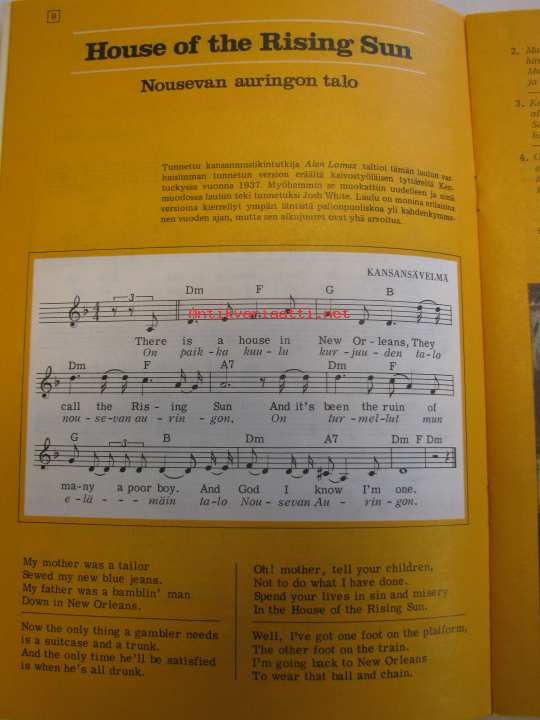 8
House of the Rising Sun
Nousevan auringon talo
Tunnettu kansanmusiikintutkija Alan Lomax taltioi tämän laulun var-
haisimman tunnetun version eräältä kaivostyöläisen tyttäreltä Ken-
tuckyssa vuonna 1937. Myöhemmin se muokattiin uudelleen ja siinä
muodossa laulun teki tunnetuksi Josh White. Laulu on monina erilaisina
versioina kierrellyt ympäri läntistä pallonpuoliskoa yli kahdenkymme-
nen vuoden ajan, mutta sen alkujuuret ovat yhä arvoitus.
KANSANSÄVELMÄ
Dm F G B
3
antikvariaatti.net
There is a house in New Or - leans, They
On paik - ka kuu - lu kur - juu - den ta - lo
Dm F A7 Dm F
call the Ris - ing Sun And it's been the ruin of
nou - se - van au - rin - gon, On tur - mel - lut mun
G B Dm A7 Dm F Dm
3
ma - ny a poor boy. And God I know I'm one.
e - lä - - - mäin ta - lo Nou - sevan Au - rin - gon.
My mother was a tailor
Sewed my new blue jeans.
My father was a bamblin' man
Down in New Orleans.
Now the only thing a gambler needs
is a suitcase and a trunk.
And the only time he'll be satisfied
is when he's all drunk.
Oh! mother, tell your children,
Not to do what I have done.
Spend your lives in sin and misery
In the House of the Rising Sun.
Well, I've got one foot on the platform,
The other foot on the train.
I'm going back to New Orleans
To wear that ball and chain.
2.
3.
4.